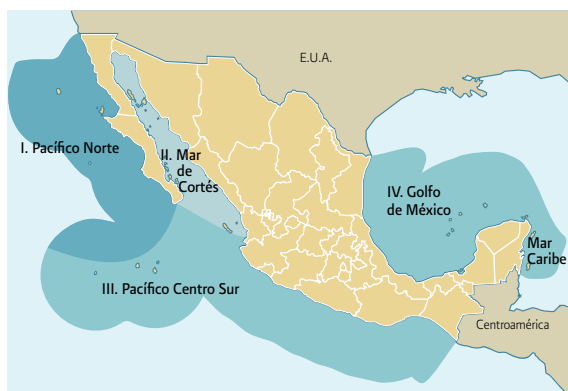 E.U.A.
I. Pacífico Norte
II. Mar
de
Cortés
IV. Golfo
de México
Mar
Caribe
III. Pacífico Centro Sur
Centroamérica